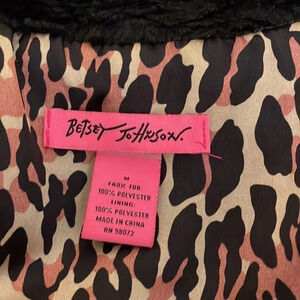 Betsey Johnson.
M
FAUX FUR:
100% POLYESTER
LINING:
100% POLYESTER
MADE IN CHINA
RN 98072